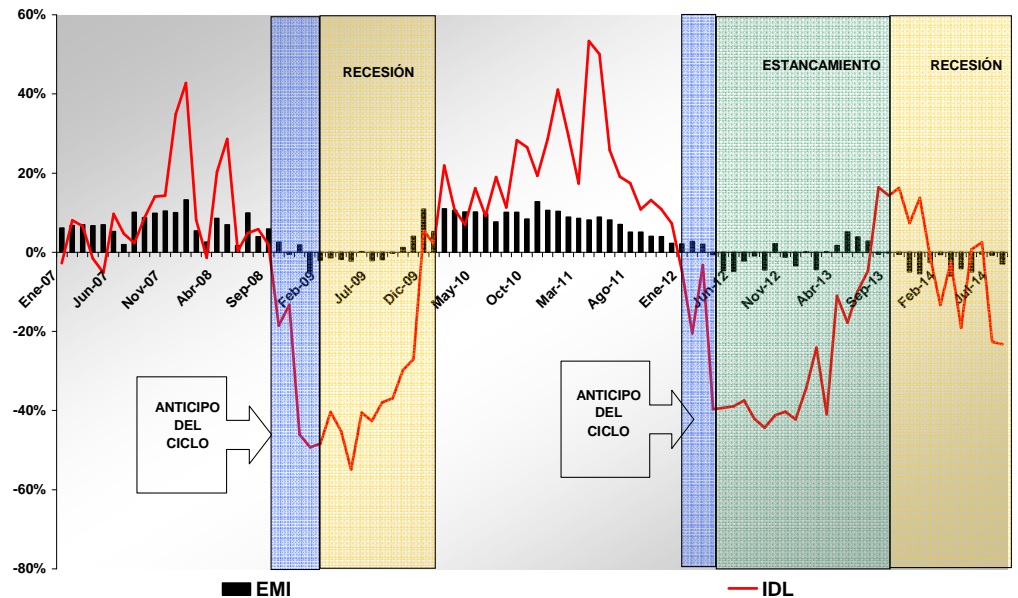 60%
40%
20%
0%
-20%
-40%
-60%
-80%
RECESIÓN
ESTANCAMIENTO
RECESIÓN
ANTICIPO
DEL
CICLO
ANTICIPO
DEL
CICLO
Ene-07
Jun-07
Nov-07
Abr-08
Sep-08
Feb-09
Jul-09
Dic-09
May-10
Oct-10
Mar-11
Ago-11
Ene-12
Jun-12
Nov-12
Abr-13
Sep-13
Feb-14
Jul-14
EMI
IDL